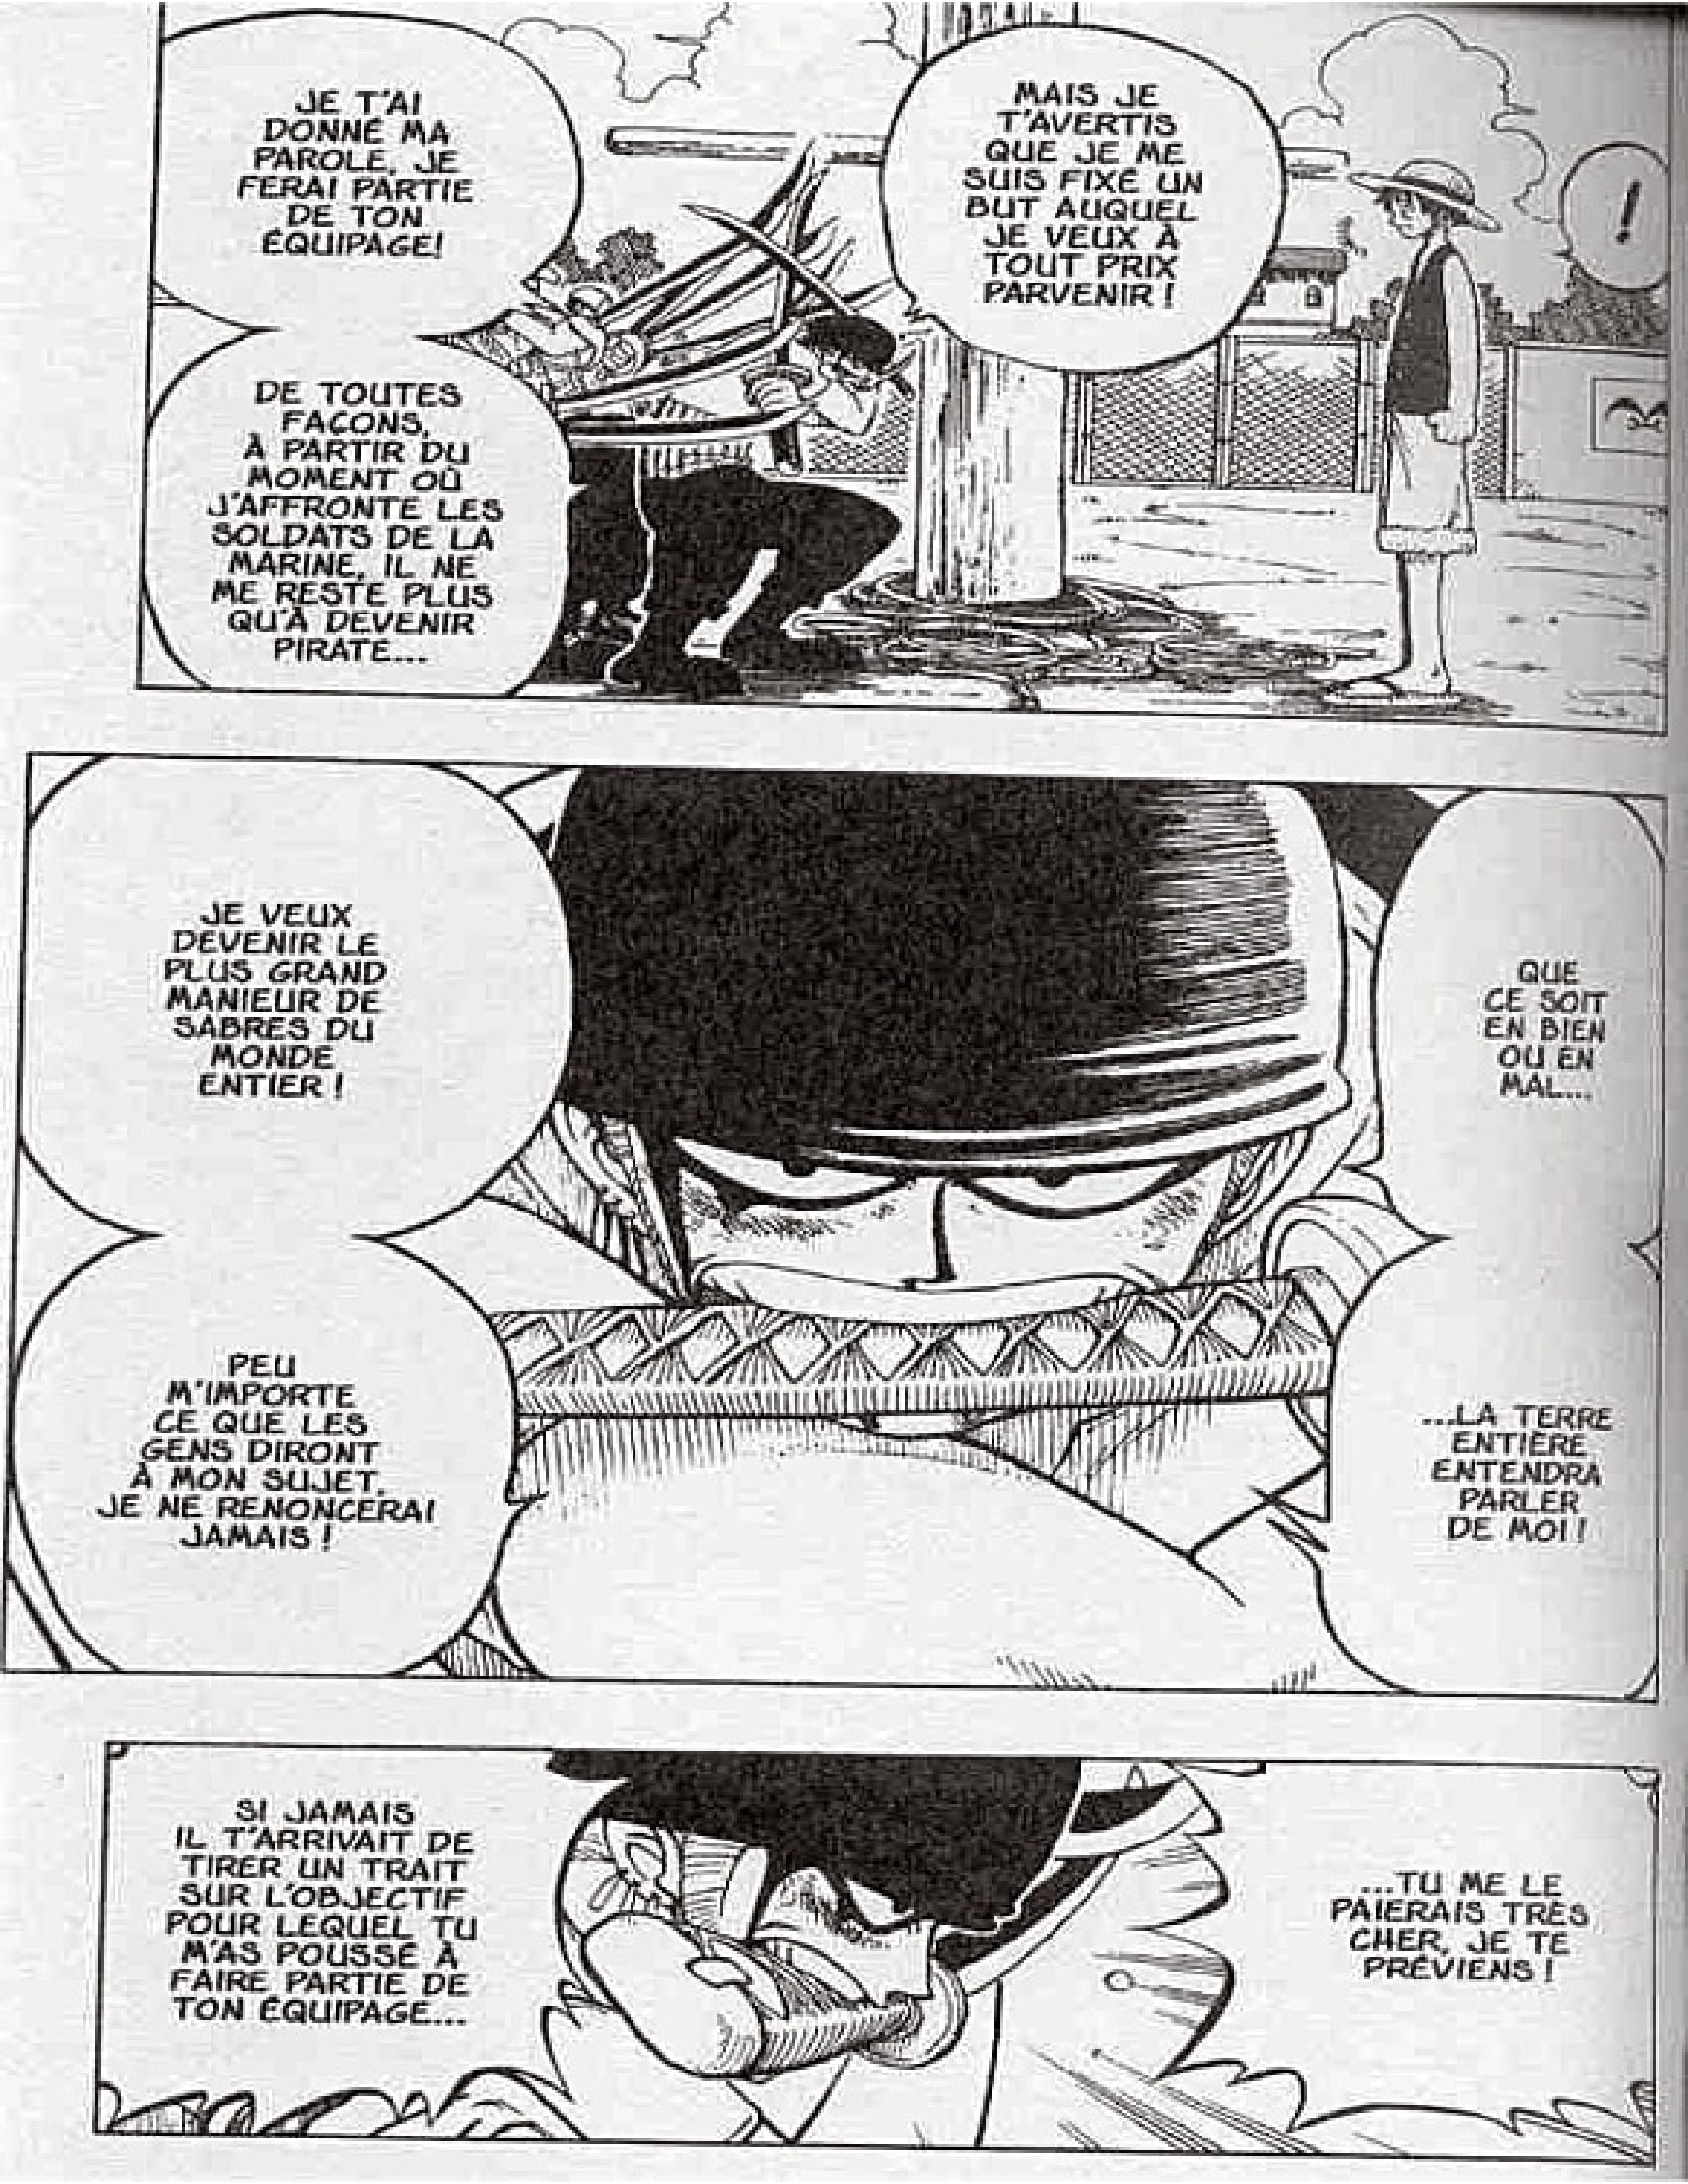 JE T'AI
DONNÉ MA
PAROLE, JE
FERAI PARTIE
DE TON
ÉQUIPAGE!
DE TOUTES
FAÇONS,
À PARTIR DU
MOMENT OÙ
J'AFFRONTE LES
SOLDATS DE LA
MARINE, IL NE
ME RESTE PLUS
QU'À DEVENIR
PIRATE...
MAIS JE
T'AVERTIS
QUE JE ME
SUIS FIXÉ UN
BUT AUQUEL
JE VEUX À
TOUT PRIX
PARVENIR !
!
JE VEUX
DEVENIR LE
PLUS GRAND
MANIEUR DE
SABRES DU
MONDE
ENTIER !
PEU
M'IMPORTE
CE QUE LES
GENS DIRONT
À MON SUJET,
JE NE RENONCERAI
JAMAIS !
QUE
CE SOIT
EN BIEN
OU EN
MAL...
...LA TERRE
ENTIÈRE
ENTENDRA
PARLER
DE MOI !
SI JAMAIS
IL T'ARRIVAIT DE
TIRER UN TRAIT
SUR L'OBJECTIF
POUR LEQUEL TU
M'AS POUSSÉ À
FAIRE PARTIE DE
TON ÉQUIPAGE...
...TU ME LE
PAIERAIS TRÈS
CHER, JE TE
PRÉVIENS !